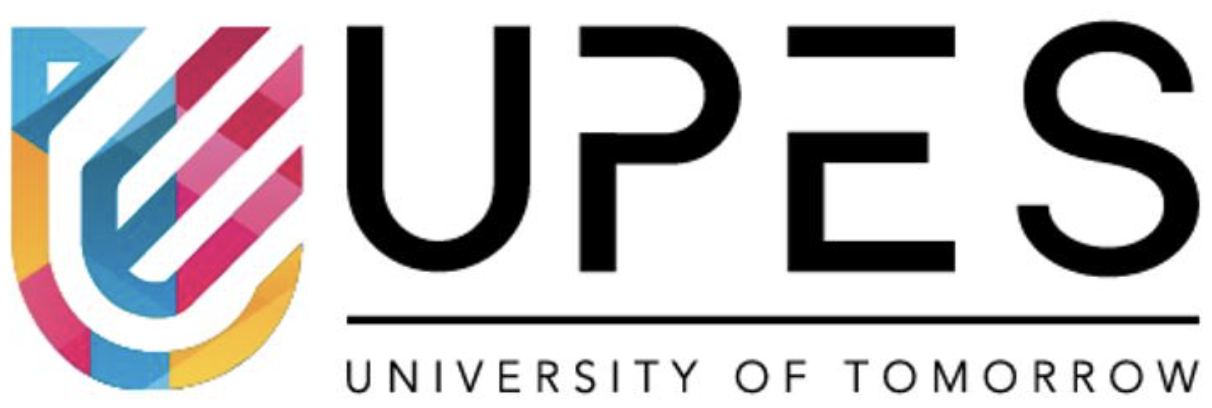 UPES
UNIVERSITY OF TOMORROW